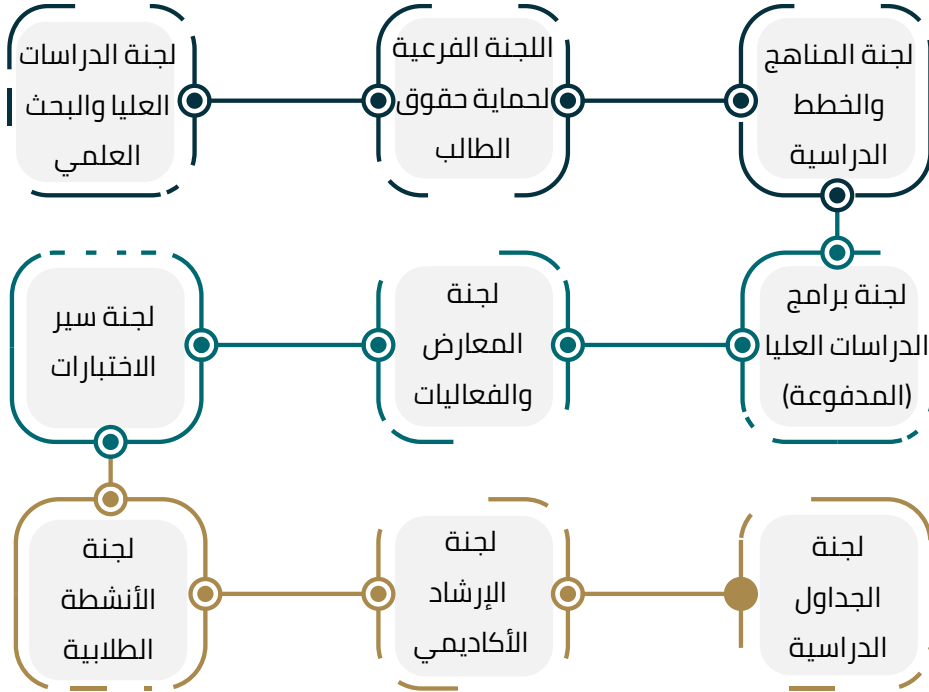 لجنة المناهج
والخطط
الدراسية
اللجنة الفرعية
لحماية حقوق
الطالب
لجنة الدراسات
العليا والبحث
العلمي
لجنة برامج
الدراسات العليا
(المدفوعة)
لجنة
المعارض
والفعاليات
لجنة سير
الاختبارات
لجنة
الجداول
الدراسية
لجنة
الإرشاد
الأكاديمي
لجنة
الأنشطة
الطلابية